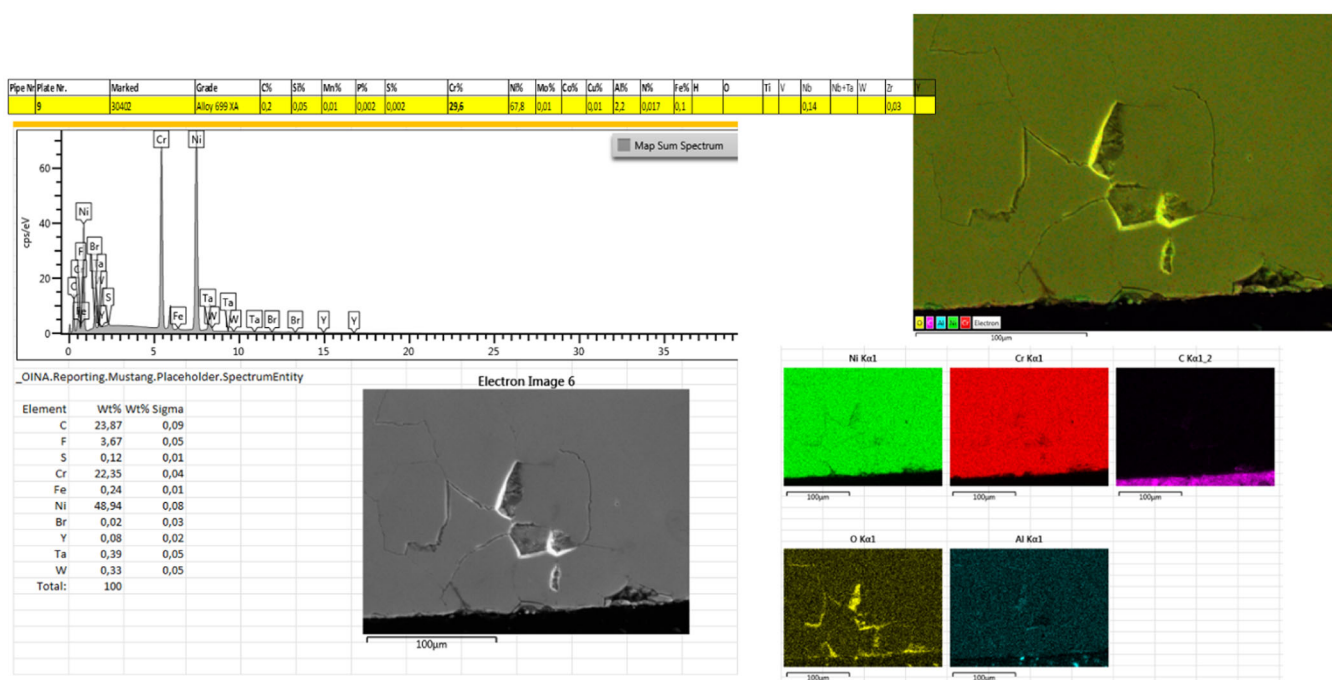 Pipe Nr Plate Nr. Marked Grade C% Si% Mn% P% S% Cr% Ni% Mo% Co% Cu% Al% N% Fe% H O Ti V Nb Nb+Ta W Zr Y
9 30402 Alloy 699 XA 0,2 0,05 0,01 0,002 0,002 29,6 67,8 0,01 0,01 2,2 0,017 0,1 0,14 0,03
Map Sum Spectrum
cps/eV
60
40
20
0
Cr Ni
Ni
F Br
C Ta
C W
Fe Y S
Fe Ta W Ta W Ta Br Br Y Y
0 5 10 15 20 25 30 35
_OINA.Reporting.Mustang.Placeholder.SpectrumEntity
Element Wt% Wt% Sigma
C 23,87 0,09
F 3,67 0,05
S 0,12 0,01
Cr 22,35 0,04
Fe 0,24 0,01
Ni 48,94 0,08
Br 0,02 0,03
Y 0,08 0,02
Ta 0,39 0,05
W 0,33 0,05
Total: 100
Electron Image 6
100µm
O C Al Ni Cr Electron
100µm
Ni Kα1 Cr Kα1 C Kα1_2
100µm 100µm 100µm
O Kα1 Al Kα1
100µm 100µm